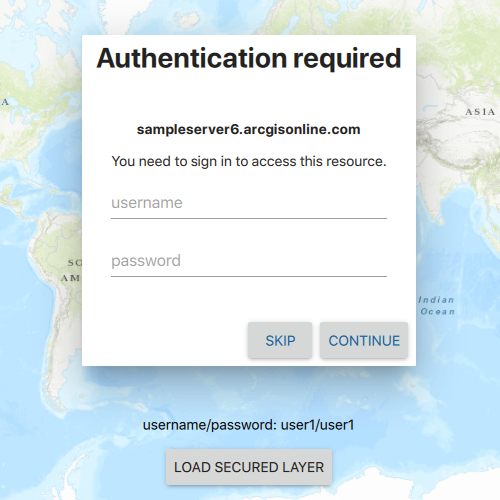 Authentication required
A
ASIA
sampleserver6.arcgisonline.com
You need to sign in to access this resource.
username
SO
password
AM
Indian
Ocean
SKIP
CONTINUE
username/password: user1/user1
LOAD SECURED LAYER